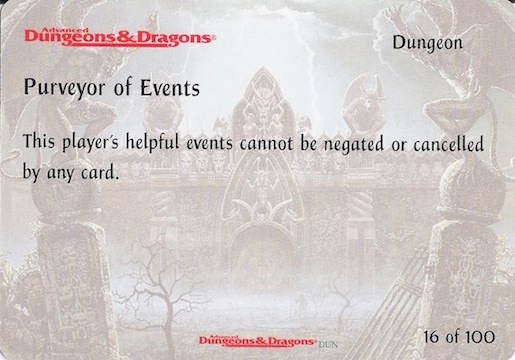 Advanced
Dungeons & Dragons®
Dungeon
Purveyor of Events
This player's helpful events cannot be negated or cancelled
by any card.
Advanced
Dungeons & Dragons® DUN
16 of 100